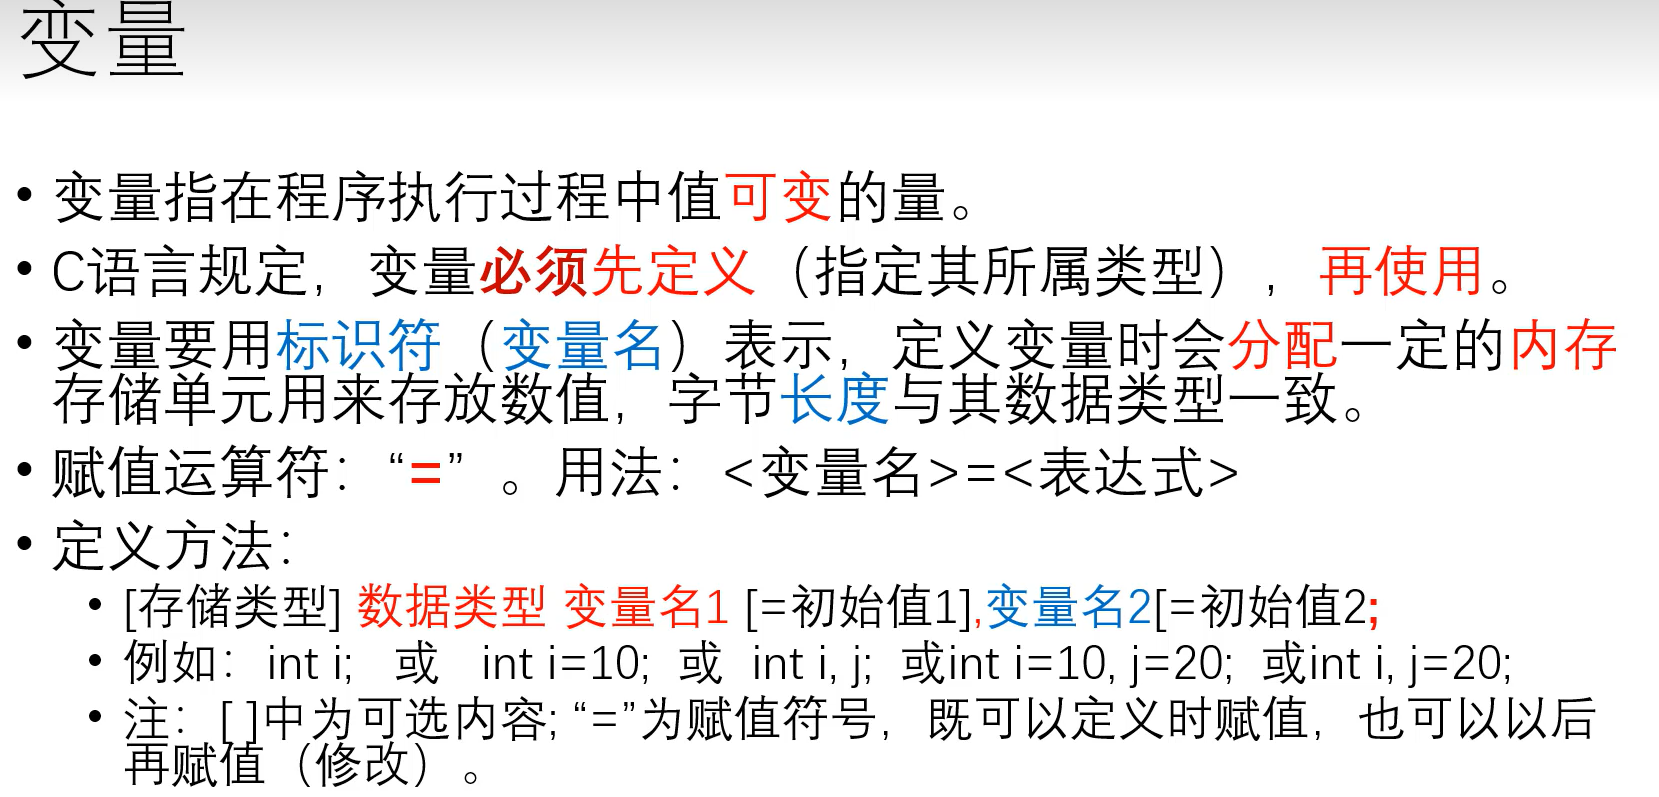 变量
• 变量指在程序执行过程中值可变的量。
• C语言规定，变量必须先定义（指定其所属类型），再使用。
• 变量要用标识符（变量名）表示，定义变量时会分配一定的内存
存储单元用来存放数值，字节长度与其数据类型一致。
• 赋值运算符：“=” 。用法：<变量名>=<表达式>
• 定义方法：
• [存储类型] 数据类型 变量名1 [=初始值1],变量名2[=初始值2;
• 例如：int i; 或 int i=10; 或 int i, j; 或int i=10, j=20; 或int i, j=20;
• 注：[ ]中为可选内容; “=”为赋值符号，既可以定义时赋值，也可以以后
再赋值（修改）。